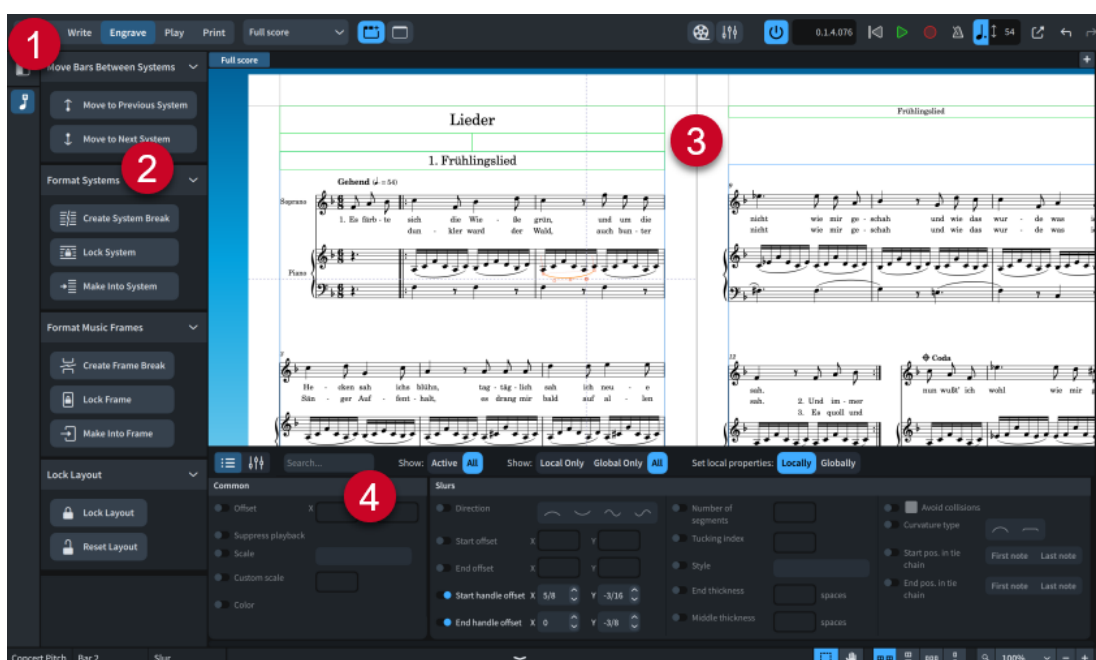 1 Write Engrave Play Print Full score 0.1.4.076 54
Move Bars Between Systems
Move to Previous System
Move to Next System
2
Format Systems
Create System Break
Lock System
Make Into System
Format Music Frames
Create Frame Break
Lock Frame
Make Into Frame
Lock Layout
Lock Layout
Reset Layout
Full score
Lieder
1. Frühlingslied
Gehend (♩. = 54)
Soprano
1. Es färb - te sich die Wie - ße grün, und um die
dun - kler ward der Wald, auch bun - ter
Piano
7
He - cken sah ichs blühn, tag - täg - lich sah ich neu - e
Sän - ger Auf - fent - halt, es drang mir bald auf al - len
3
Frühlingslied
9
nicht wie mir ge - schah und wie das wur - de was
nicht wie mir ge - schah und wie das wur - de was
12
Coda
sah. nun wußt' ich wohl wie mir
sah. 2. Und im - mer
3. Es quoll und
Search... Show: Active All Show: Local Only Global Only All Set local properties: Locally Globally
4
Common
Offset X
Suppress playback
Scale
Custom scale
Color
Slurs
Direction
Start offset X Y
End offset X Y
Start handle offset X 5/8 Y -3/16
End handle offset X 0 Y -3/8
Number of
segments
Tucking index
Style
End thickness spaces
Middle thickness spaces
Avoid collisions
Curvature type
Start pos. in tie
chain First note Last note
End pos. in tie
chain First note Last note
Concert Pitch Bar 2 Slur 100%